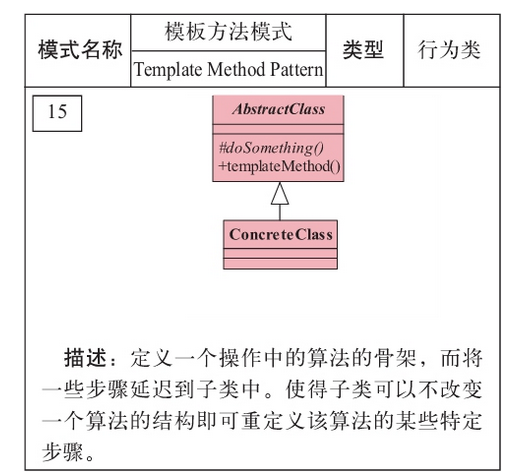 模式名称
模板方法模式
Template Method Pattern
类型
行为类
15
AbstractClass
#doSomething()
+templateMethod()
ConcreteClass
描述：定义一个操作中的算法的骨架，而将
一些步骤延迟到子类中。使得子类可以不改变
一个算法的结构即可重定义该算法的某些特定
步骤。